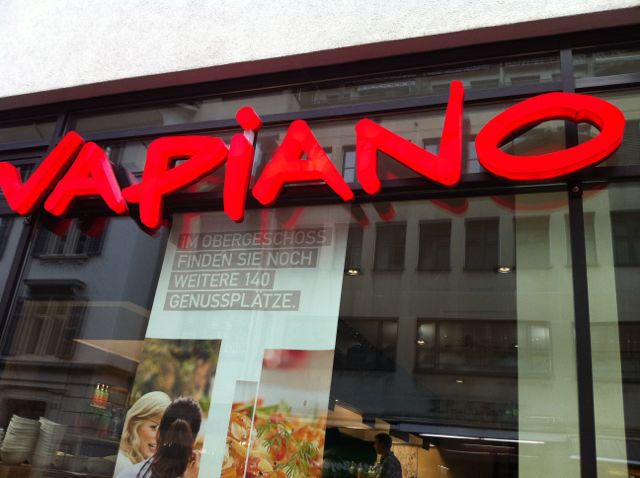 VAPIANO
IM OBERGESCHOSS
FINDEN SIE NOCH
WEITERE 140
GENUSSPLÄTZE.